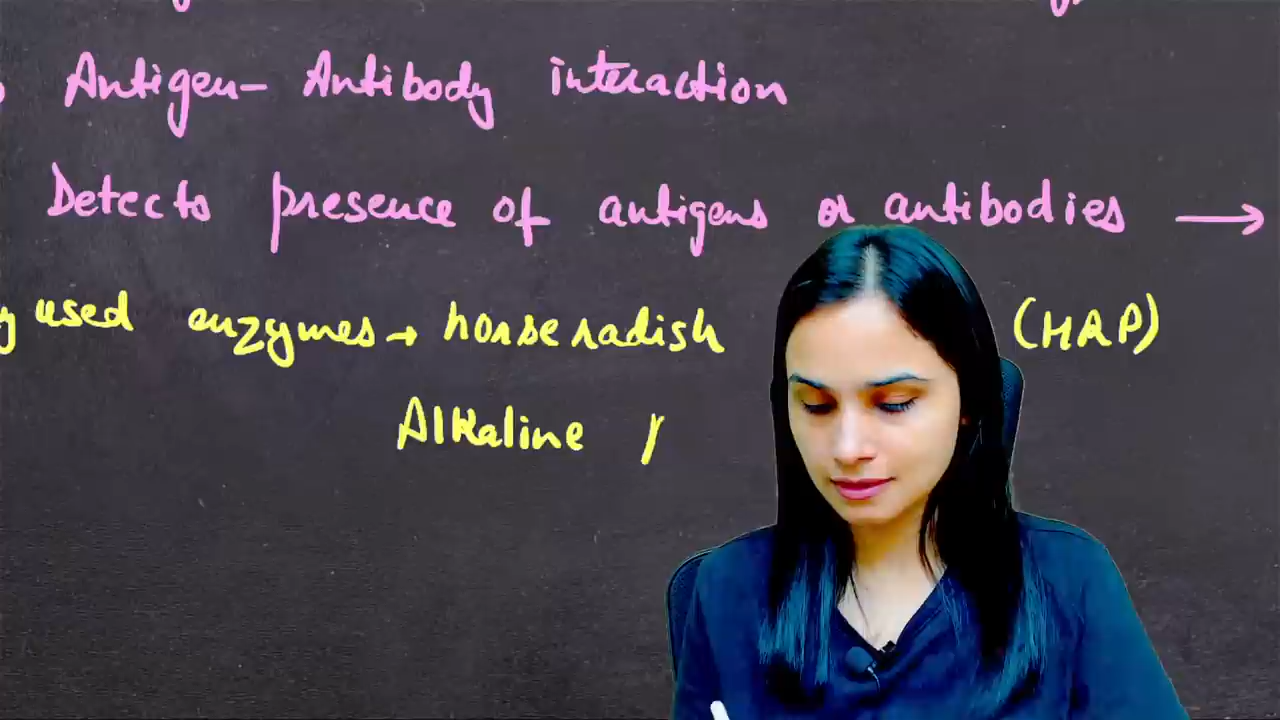 Antigen- Antibody interaction
Detects presence of antigens or antibodies →
used enzymes → horseradish (HRP)
Alkaline